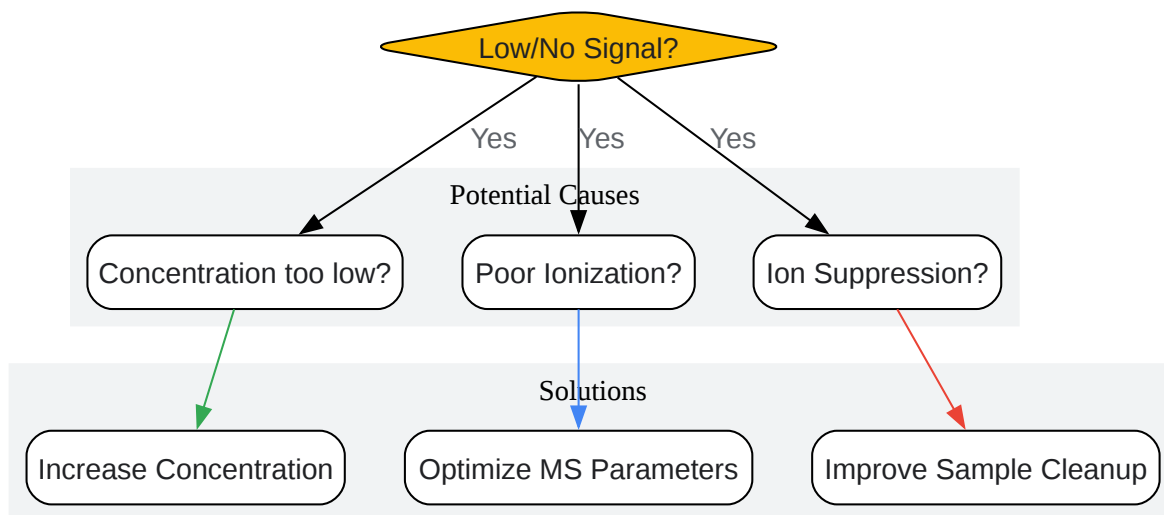 Low/No Signal?
Yes
Yes
Yes
Potential Causes
Concentration too low?
Poor Ionization?
Ion Suppression?
Solutions
Increase Concentration
Optimize MS Parameters
Improve Sample Cleanup